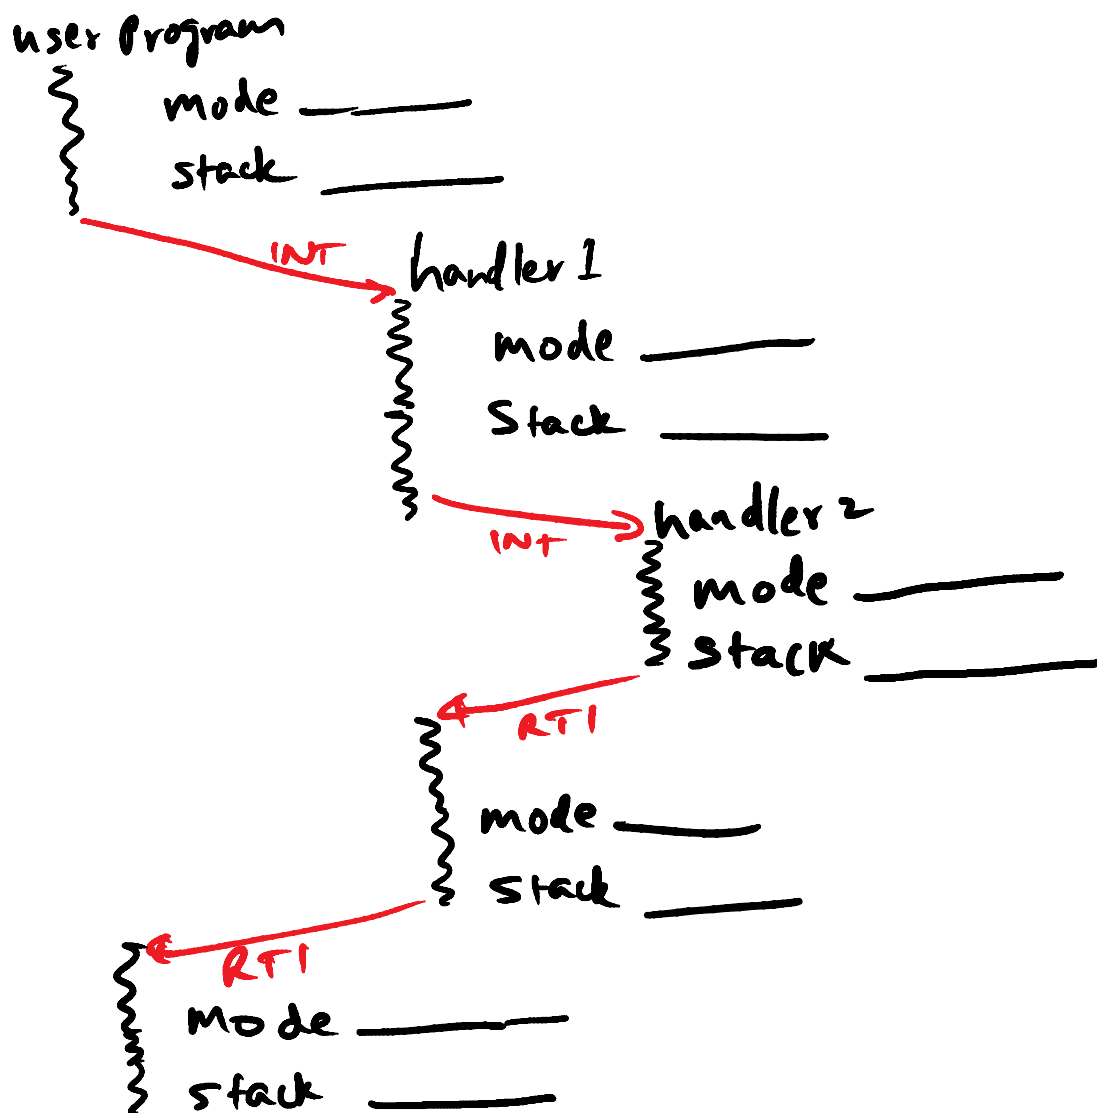 user Program
mode
stack
INT
handler 1
mode
Stack
INT
handler 2
mode
stack
RTI
mode
stack
RTI
mode
stack